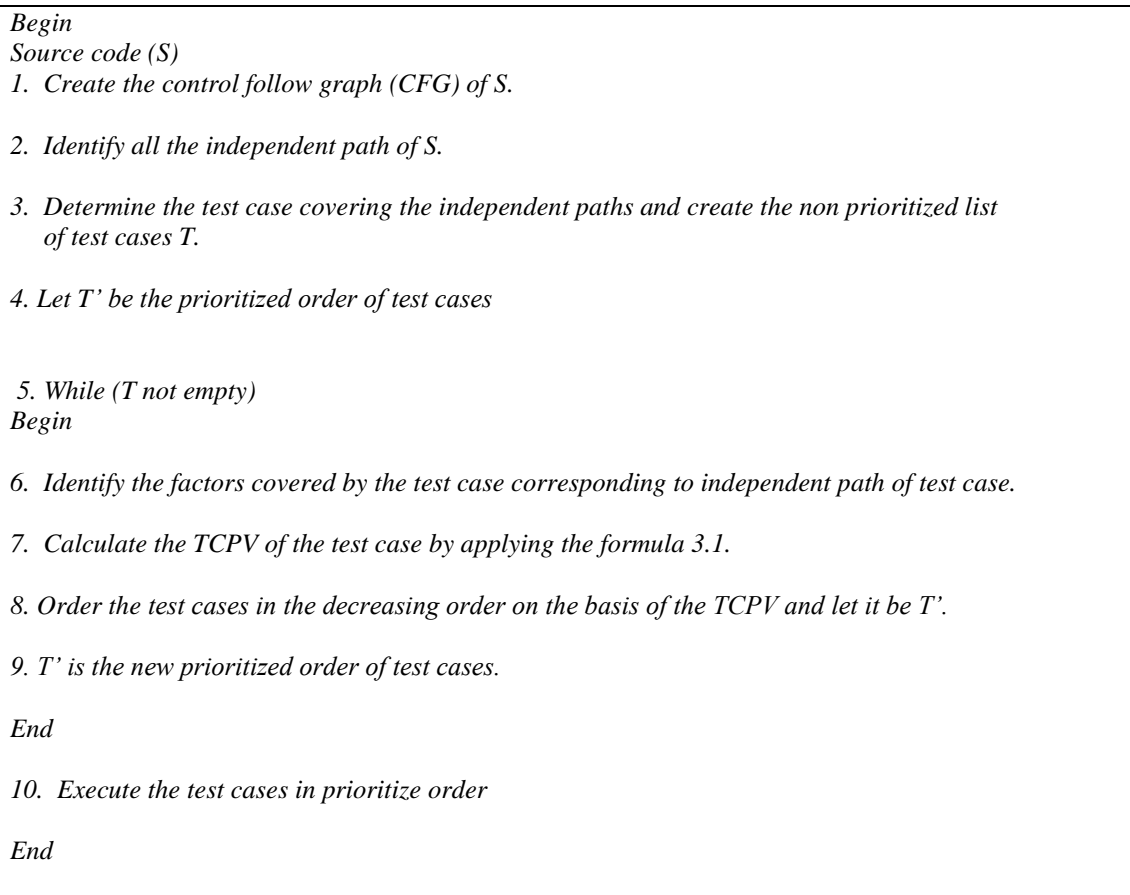 Begin
Source code (S)
1. Create the control follow graph (CFG) of S.
2. Identify all the independent path of S.
3. Determine the test case covering the independent paths and create the non prioritized list
of test cases T.
4. Let T’ be the prioritized order of test cases
5. While (T not empty)
Begin
6. Identify the factors covered by the test case corresponding to independent path of test case.
7. Calculate the TCPV of the test case by applying the formula 3.1.
8. Order the test cases in the decreasing order on the basis of the TCPV and let it be T’.
9. T’ is the new prioritized order of test cases.
End
10. Execute the test cases in prioritize order
End